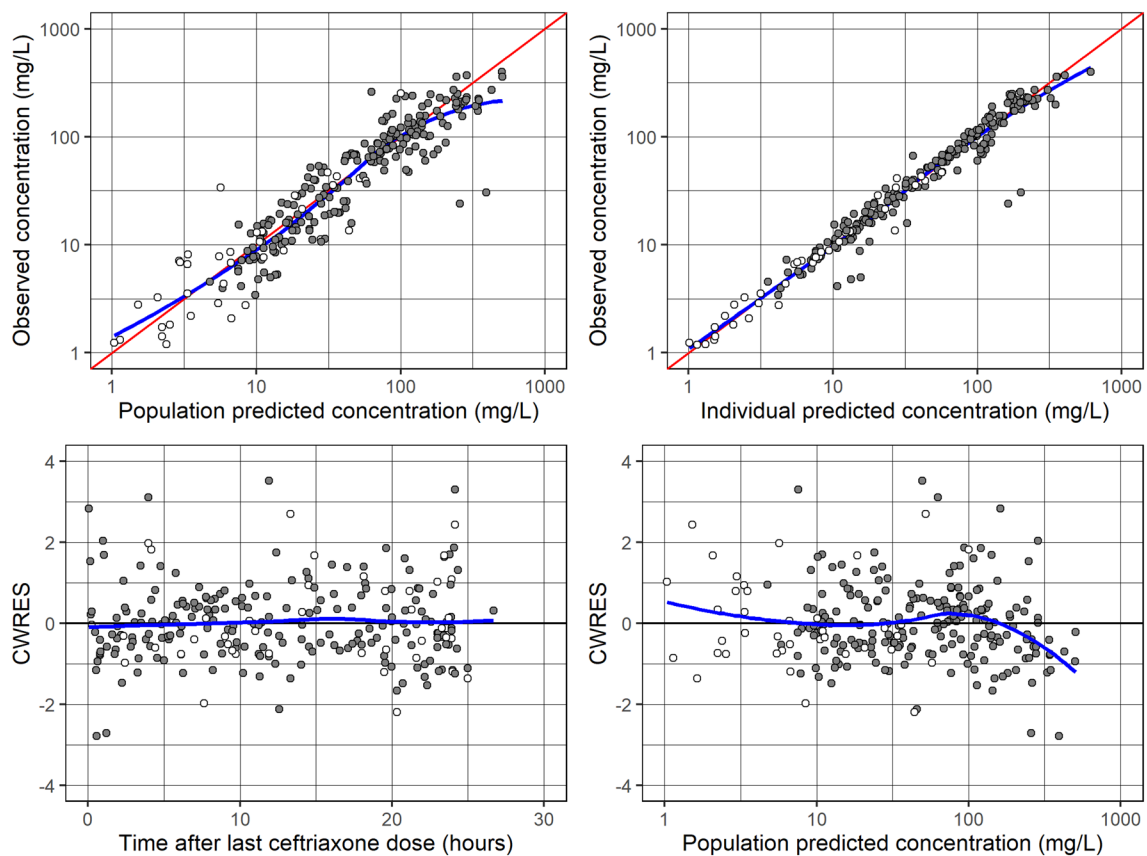 1000
100
10
1
Observed concentration (mg/L)
1 10 100 1000
Population predicted concentration (mg/L)
1000
100
10
1
Observed concentration (mg/L)
1 10 100 1000
Individual predicted concentration (mg/L)
4
2
0
-2
-4
CWRES
0 10 20 30
Time after last ceftriaxone dose (hours)
4
2
0
-2
-4
CWRES
1 10 100 1000
Population predicted concentration (mg/L)